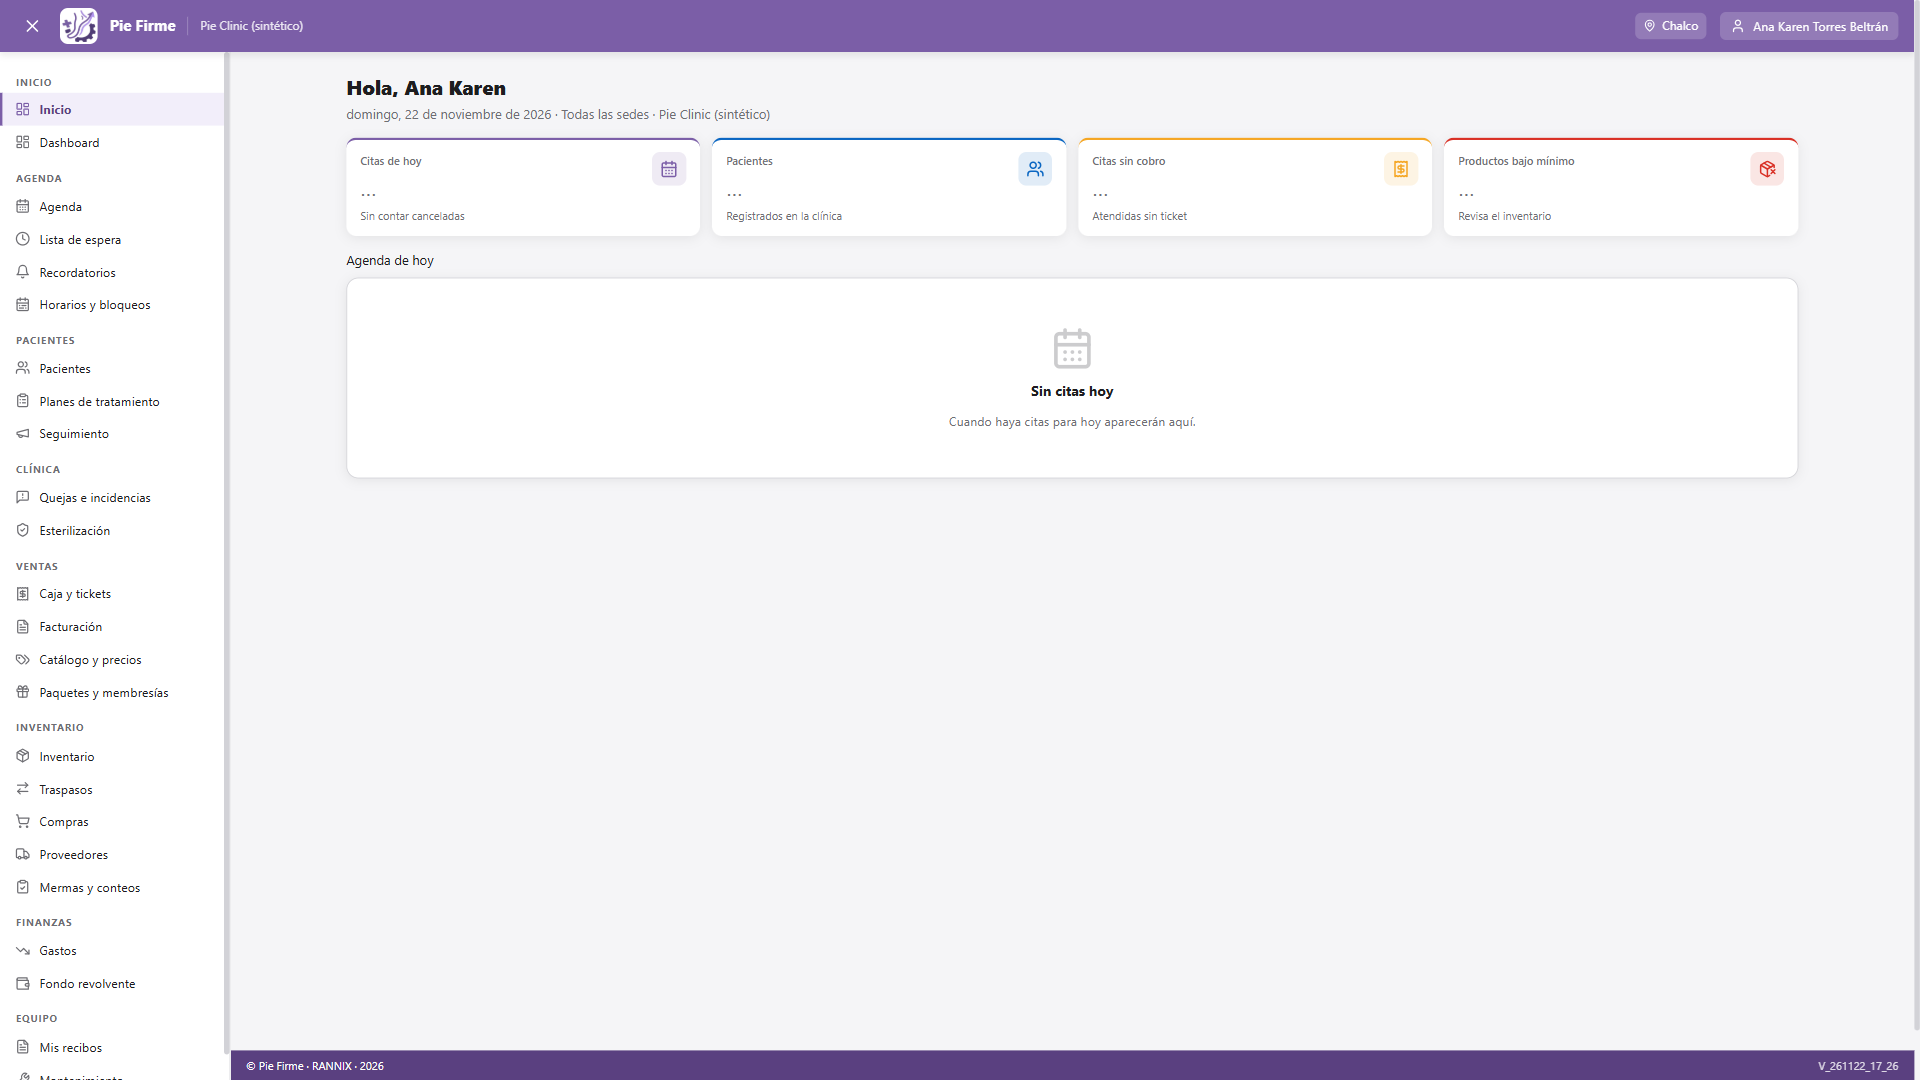 Pie Firme
Pie Clinic (sintético)
Chalco
Ana Karen Torres Beltrán
INICIO
Inicio
Dashboard
AGENDA
Agenda
Lista de espera
Recordatorios
Horarios y bloqueos
PACIENTES
Pacientes
Planes de tratamiento
Seguimiento
CLÍNICA
Quejas e incidencias
Esterilización
VENTAS
Caja y tickets
Facturación
Catálogo y precios
Paquetes y membresías
INVENTARIO
Inventario
Traspasos
Compras
Proveedores
Mermas y conteos
FINANZAS
Gastos
Fondo revolvente
EQUIPO
Mis recibos
Mantenimiento
Hola, Ana Karen
domingo, 22 de noviembre de 2026 · Todas las sedes · Pie Clinic (sintético)
Citas de hoy
...
Sin contar canceladas
Pacientes
...
Registrados en la clínica
Citas sin cobro
...
Atendidas sin ticket
Productos bajo mínimo
...
Revisa el inventario
Agenda de hoy
Sin citas hoy
Cuando haya citas para hoy aparecerán aquí.
© Pie Firme · RANNIX · 2026
V_261122_17_26